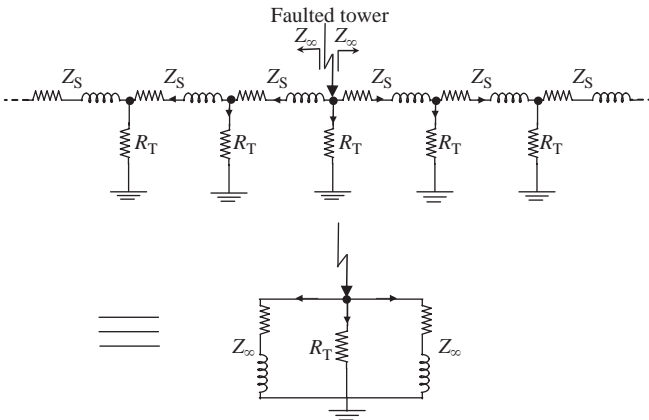 Faulted tower
Z∞ Z∞
Z_S Z_S Z_S Z_S Z_S Z_S
R_T R_T R_T R_T R_T
Z∞ R_T Z∞